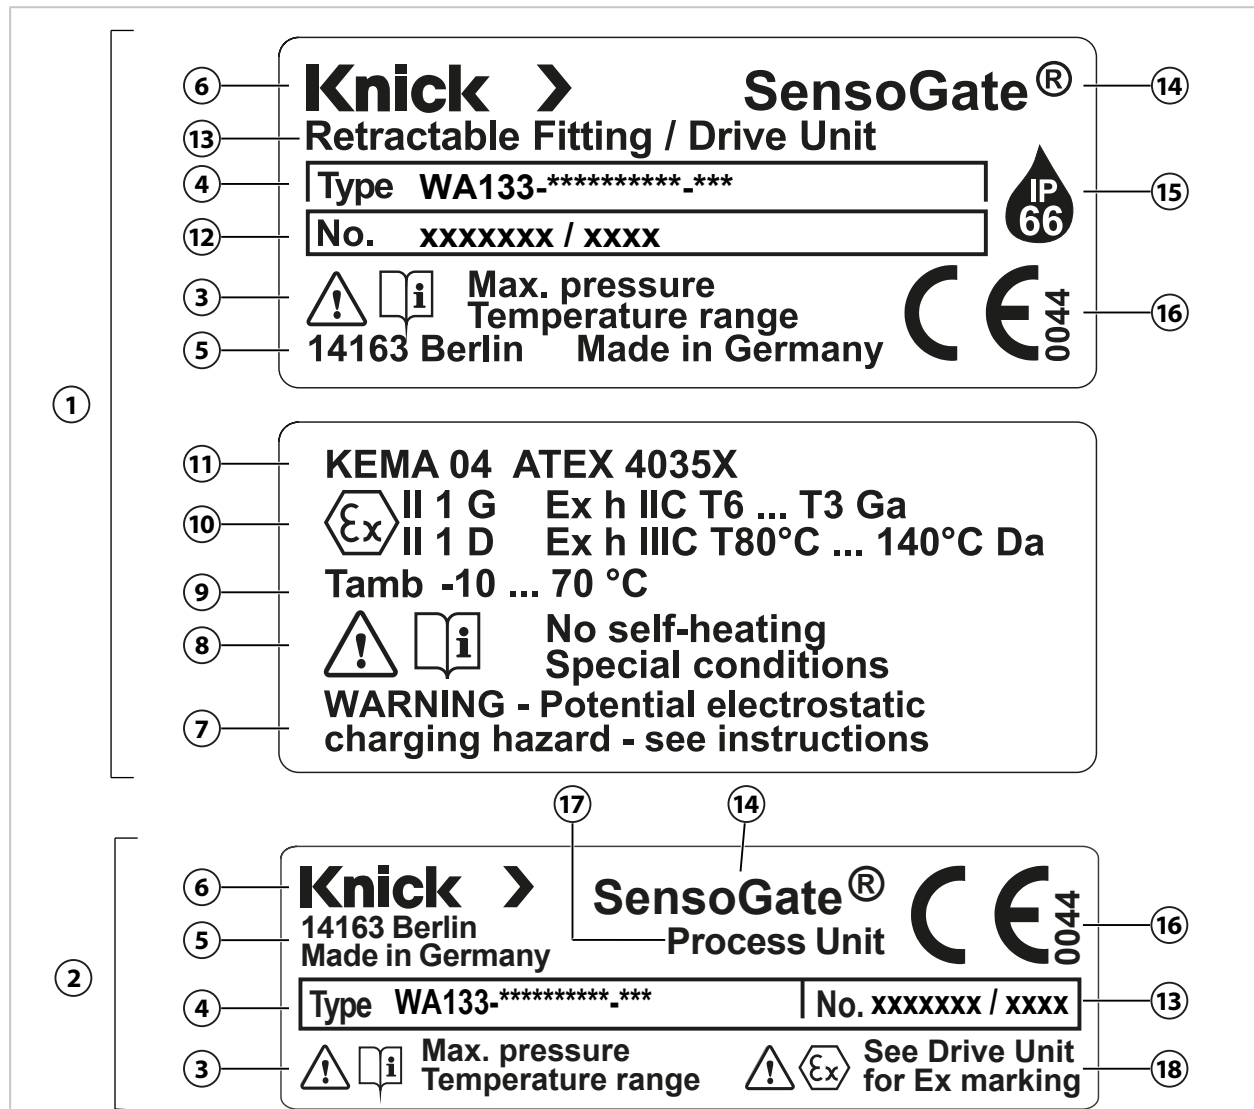 ⑥ Knick > SensoGate® ⑭
⑬ Retractable Fitting / Drive Unit
④ Type WA133-**********-***
IP 66 ⑮
⑫ No. xxxxxxx / xxxx
③ ! i Max. pressure
Temperature range
CE 0044 ⑯
⑤ 14163 Berlin Made in Germany
①
⑪ KEMA 04 ATEX 4035X
⑩ Ex II 1 G Ex h IIC T6 ... T3 Ga
II 1 D Ex h IIIC T80°C ... 140°C Da
⑨ Tamb -10 ... 70 °C
⑧ ! i No self-heating
Special conditions
⑦ WARNING - Potential electrostatic
charging hazard - see instructions
⑰ ⑭
⑥ Knick > SensoGate®
CE 0044 ⑯
⑤ 14163 Berlin
Made in Germany
Process Unit
②
④ Type WA133-**********-*** No. xxxxxxx / xxxx ⑬
③ ! i Max. pressure
Temperature range
! Ex See Drive Unit
for Ex marking ⑱